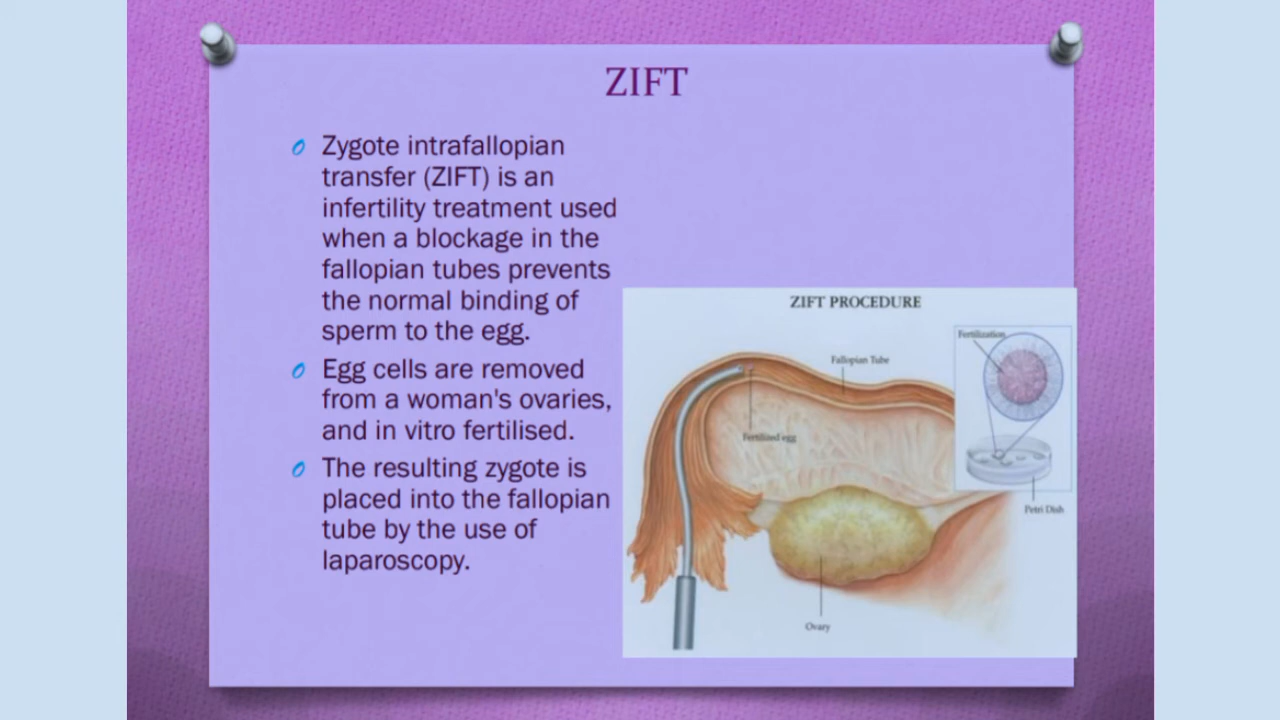 ZIFT
Zygote intrafallopian
transfer (ZIFT) is an
infertility treatment used
when a blockage in the
fallopian tubes prevents
the normal binding of
sperm to the egg.
Egg cells are removed
from a woman's ovaries,
and in vitro fertilised.
The resulting zygote is
placed into the fallopian
tube by the use of
laparoscopy.
ZIFT PROCEDURE
Fertilization
Fallopian Tube
Fertilized egg
Petri Dish
Ovary